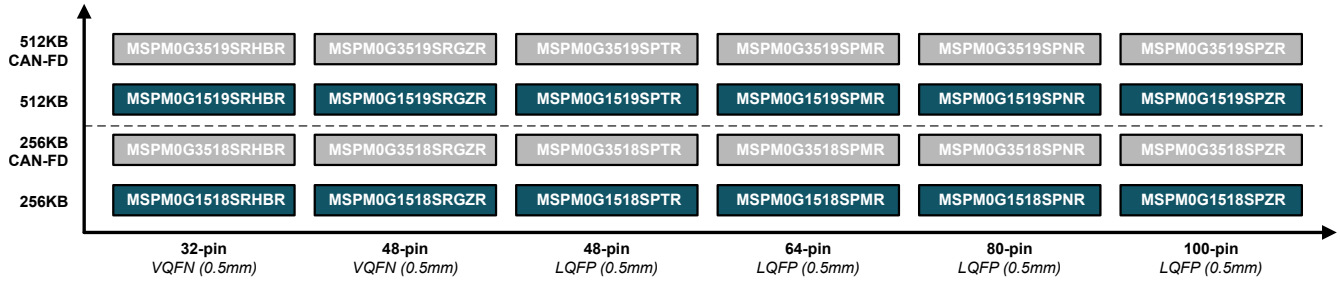 512KB
CAN-FD
MSPM0G3519SRHBR MSPM0G3519SRGZR MSPM0G3519SPTR MSPM0G3519SPMR MSPM0G3519SPNR MSPM0G3519SPZR
512KB MSPM0G1519SRHBR MSPM0G1519SRGZR MSPM0G1519SPTR MSPM0G1519SPMR MSPM0G1519SPNR MSPM0G1519SPZR
256KB
CAN-FD
MSPM0G3518SRHBR MSPM0G3518SRGZR MSPM0G3518SPTR MSPM0G3518SPMR MSPM0G3518SPNR MSPM0G3518SPZR
256KB MSPM0G1518SRHBR MSPM0G1518SRGZR MSPM0G1518SPTR MSPM0G1518SPMR MSPM0G1518SPNR MSPM0G1518SPZR
32-pin 48-pin 48-pin 64-pin 80-pin 100-pin
VQFN (0.5mm) VQFN (0.5mm) LQFP (0.5mm) LQFP (0.5mm) LQFP (0.5mm) LQFP (0.5mm)